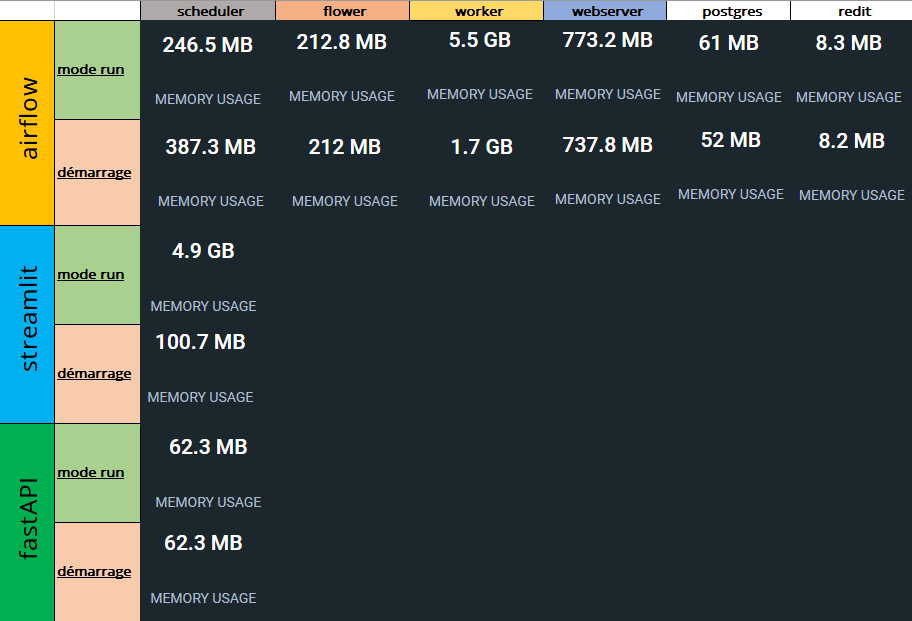 scheduler flower worker webserver postgres redit
airflow
mode run
246.5 MB 212.8 MB 5.5 GB 773.2 MB 61 MB 8.3 MB
MEMORY USAGE MEMORY USAGE MEMORY USAGE MEMORY USAGE MEMORY USAGE MEMORY USAGE
démarrage
387.3 MB 212 MB 1.7 GB 737.8 MB 52 MB 8.2 MB
MEMORY USAGE MEMORY USAGE MEMORY USAGE MEMORY USAGE MEMORY USAGE MEMORY USAGE
streamlit
mode run
4.9 GB
MEMORY USAGE
démarrage
100.7 MB
MEMORY USAGE
fastAPI
mode run
62.3 MB
MEMORY USAGE
démarrage
62.3 MB
MEMORY USAGE